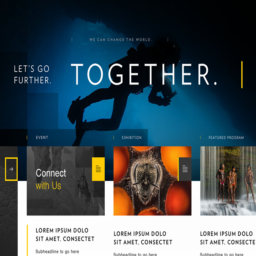 WE CAN CHANGE THE WORLD
LET'S GO
FURTHER.
TOGETHER.
EVENT
EXHIBITION
FEATURED PROGRAM
Connect
with Us
LOREM IPSUM DOLO
SIT AMET, CONSECTET
Subheadline to go here
LOREM IPSUM DOLO
SIT AMET, CONSECTET
Subheadline to go here
LOREM IPSUM DOLO
SIT AMET, CONSECT
Subheadline to go here